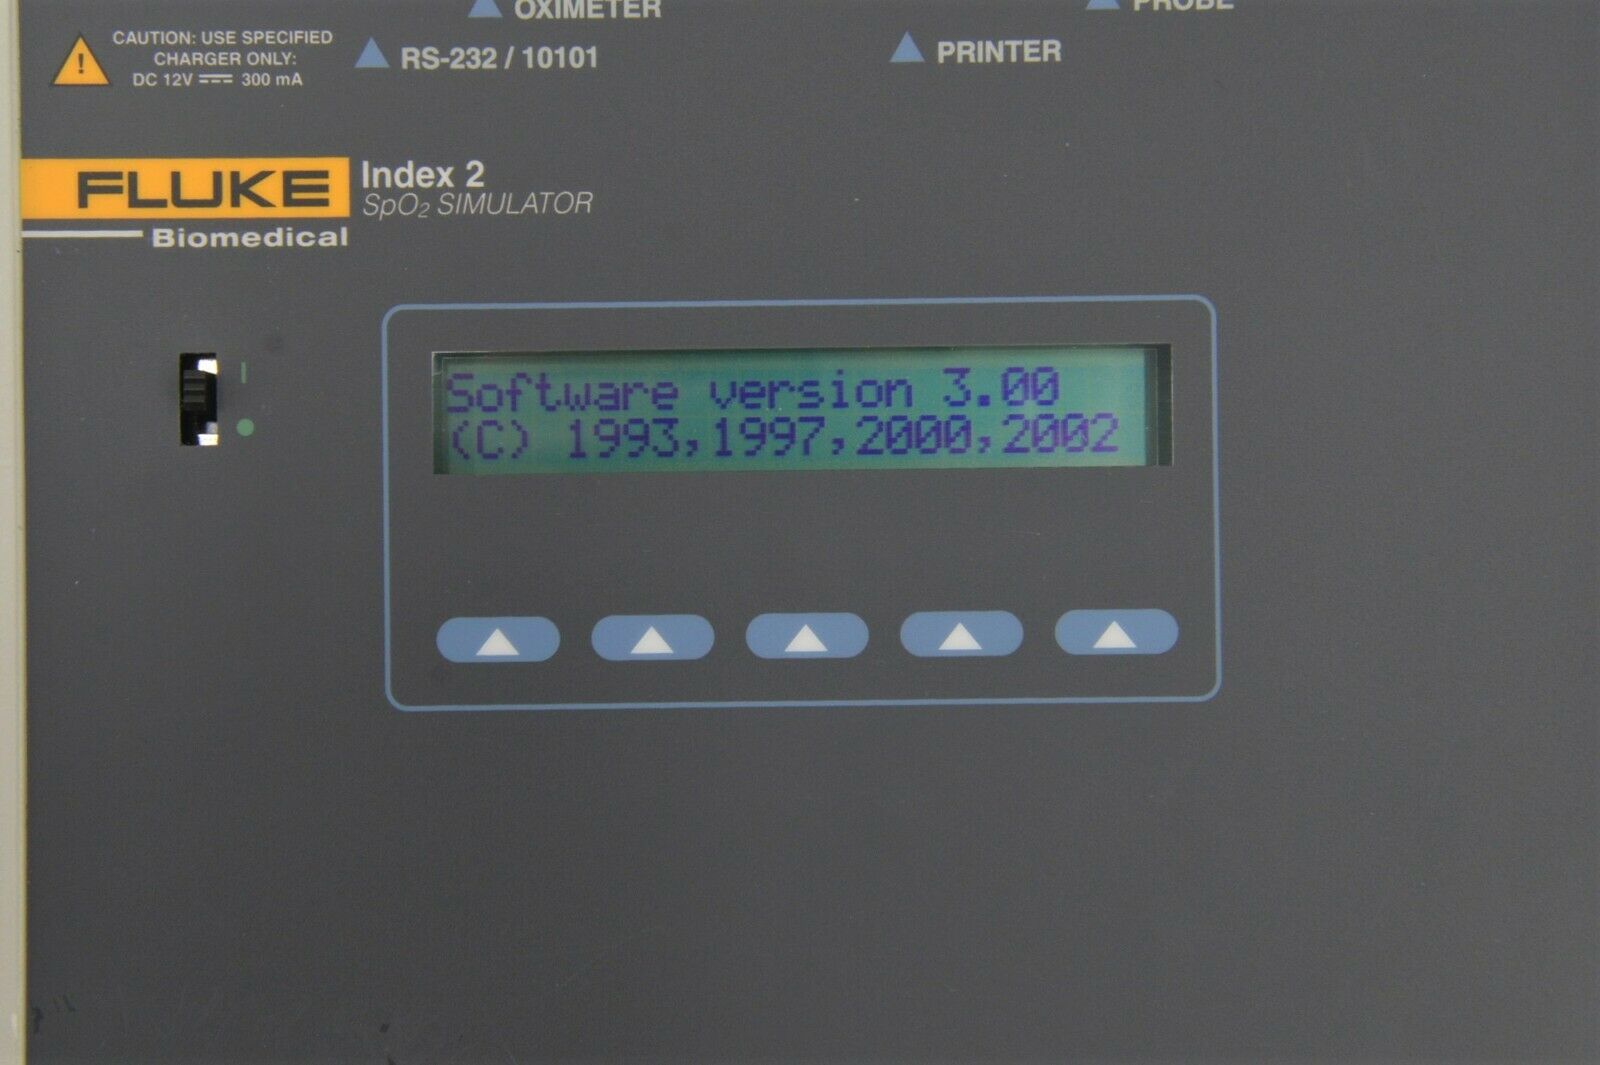 OXIMETER
PROBE
CAUTION: USE SPECIFIED
CHARGER ONLY:
DC 12V ⎓ 300 mA
RS-232 / 10101
PRINTER
FLUKE
Biomedical
Index 2
SpO₂ SIMULATOR
Software version 3.00
(C) 1993,1997,2000,2002